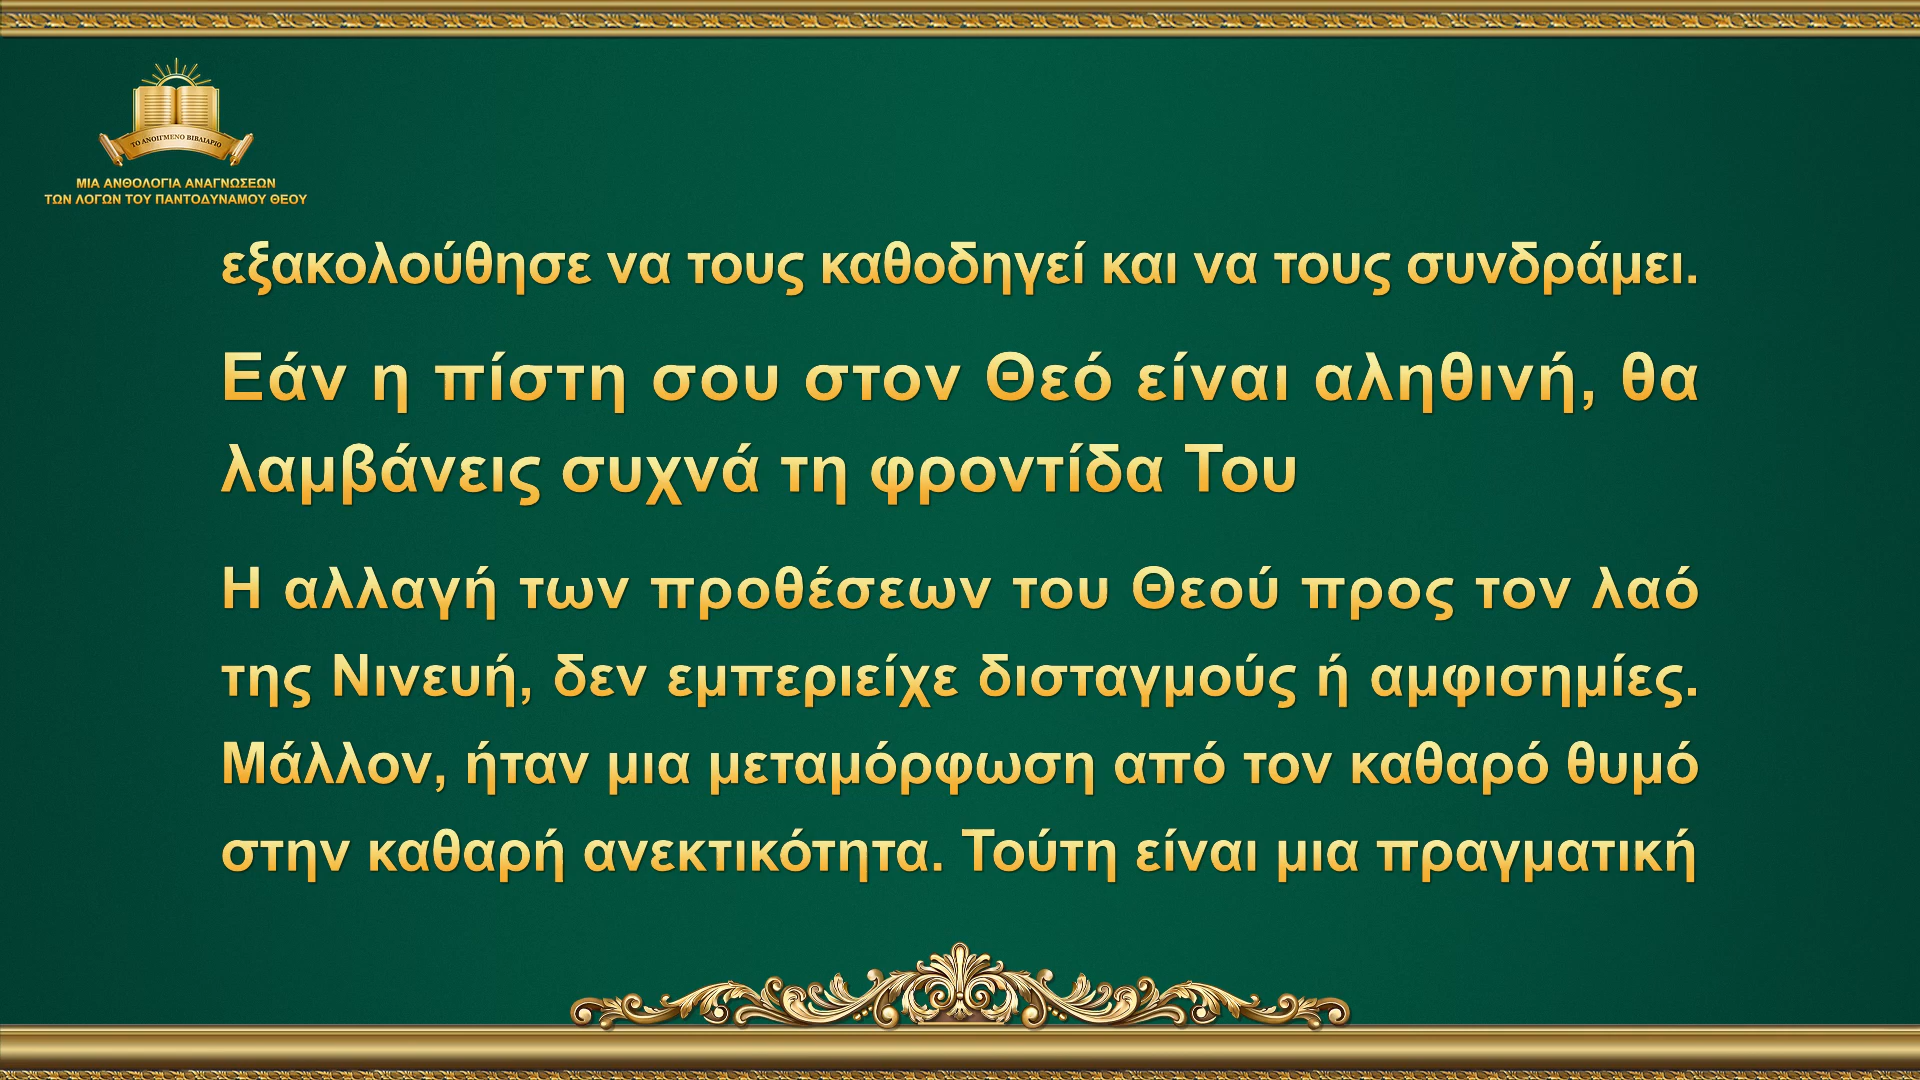 ΤΟ ΑΝΟΙΓΜΕΝΟ ΒΙΒΛΙΑΡΙΟ
ΜΙΑ ΑΝΘΟΛΟΓΙΑ ΑΝΑΓΝΩΣΕΩΝ
ΤΩΝ ΛΟΓΩΝ ΤΟΥ ΠΑΝΤΟΔΥΝΑΜΟΥ ΘΕΟΥ
εξακολούθησε να τους καθοδηγεί και να τους συνδράμει.
Εάν η πίστη σου στον Θεό είναι αληθινή, θα
λαμβάνεις συχνά τη φροντίδα Του
Η αλλαγή των προθέσεων του Θεού προς τον λαό
της Νινευή, δεν εμπεριείχε δισταγμούς ή αμφισημίες.
Μάλλον, ήταν μια μεταμόρφωση από τον καθαρό θυμό
στην καθαρή ανεκτικότητα. Τούτη είναι μια πραγματική